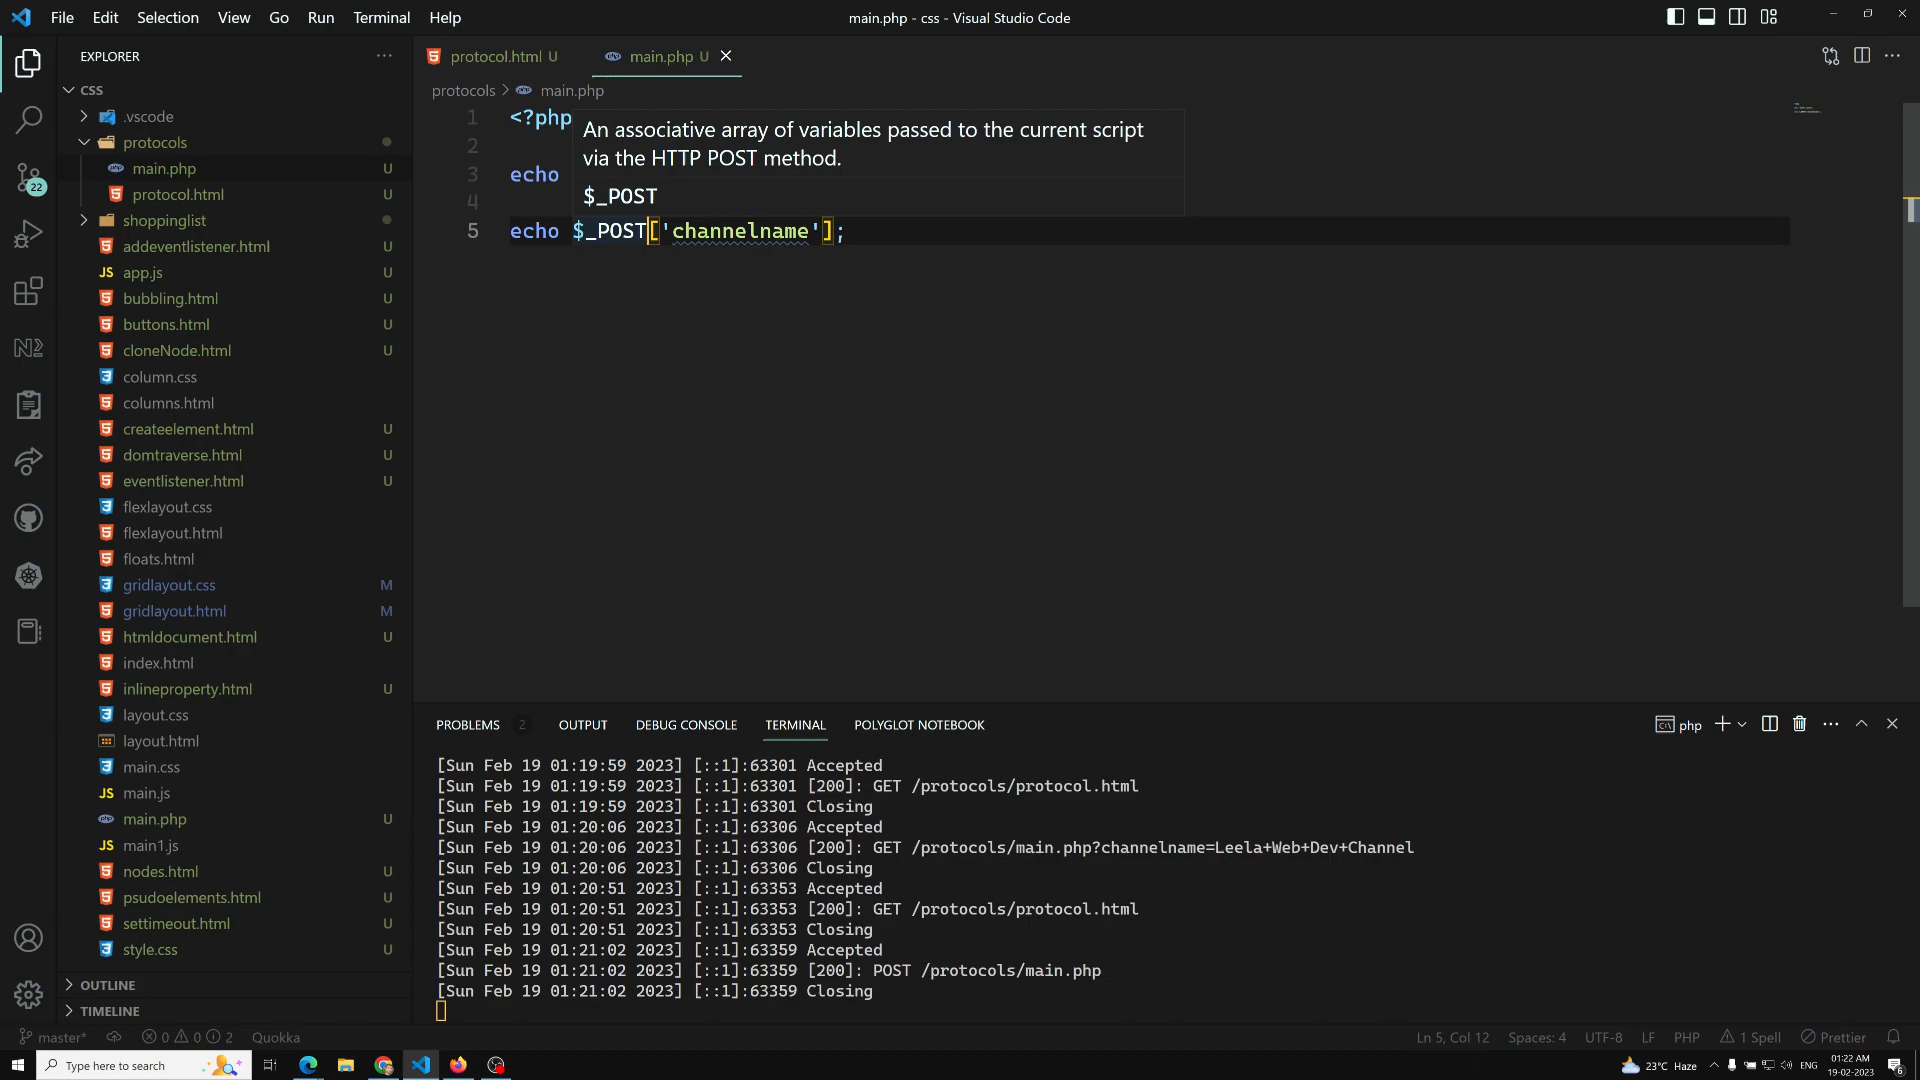 File Edit Selection View Go Run Terminal Help
main.php - css - Visual Studio Code
EXPLORER
CSS
.vscode
protocols
main.php U
protocol.html U
shoppinglist
addeventlistener.html U
JS app.js U
bubbling.html U
buttons.html U
cloneNode.html U
column.css
columns.html
createelement.html U
domtraverse.html U
eventlistener.html U
flexlayout.css
flexlayout.html
floats.html
gridlayout.css M
gridlayout.html M
htmldocument.html U
index.html
inlineproperty.html U
layout.css
layout.html
main.css
JS main.js
main.php U
JS main1.js
nodes.html U
psudoelements.html U
settimeout.html U
style.css U
OUTLINE
TIMELINE
22
protocol.html U
main.php U
protocols > main.php
1 <?php
2
3 echo
4
5 echo $_POST['channelname'];
An associative array of variables passed to the current script
via the HTTP POST method.
$_POST
PROBLEMS 2 OUTPUT DEBUG CONSOLE TERMINAL POLYGLOT NOTEBOOK
php
[Sun Feb 19 01:19:59 2023] [::1]:63301 Accepted
[Sun Feb 19 01:19:59 2023] [::1]:63301 [200]: GET /protocols/protocol.html
[Sun Feb 19 01:19:59 2023] [::1]:63301 Closing
[Sun Feb 19 01:20:06 2023] [::1]:63306 Accepted
[Sun Feb 19 01:20:06 2023] [::1]:63306 [200]: GET /protocols/main.php?channelname=Leela+Web+Dev+Channel
[Sun Feb 19 01:20:06 2023] [::1]:63306 Closing
[Sun Feb 19 01:20:51 2023] [::1]:63353 Accepted
[Sun Feb 19 01:20:51 2023] [::1]:63353 [200]: GET /protocols/protocol.html
[Sun Feb 19 01:20:51 2023] [::1]:63353 Closing
[Sun Feb 19 01:21:02 2023] [::1]:63359 Accepted
[Sun Feb 19 01:21:02 2023] [::1]:63359 [200]: POST /protocols/main.php
[Sun Feb 19 01:21:02 2023] [::1]:63359 Closing
master* 0 0 2 Quokka
Ln 5, Col 12 Spaces: 4 UTF-8 LF PHP 1 Spell Prettier
Type here to search
23°C Haze ENG
01:22 AM
19-02-2023
6